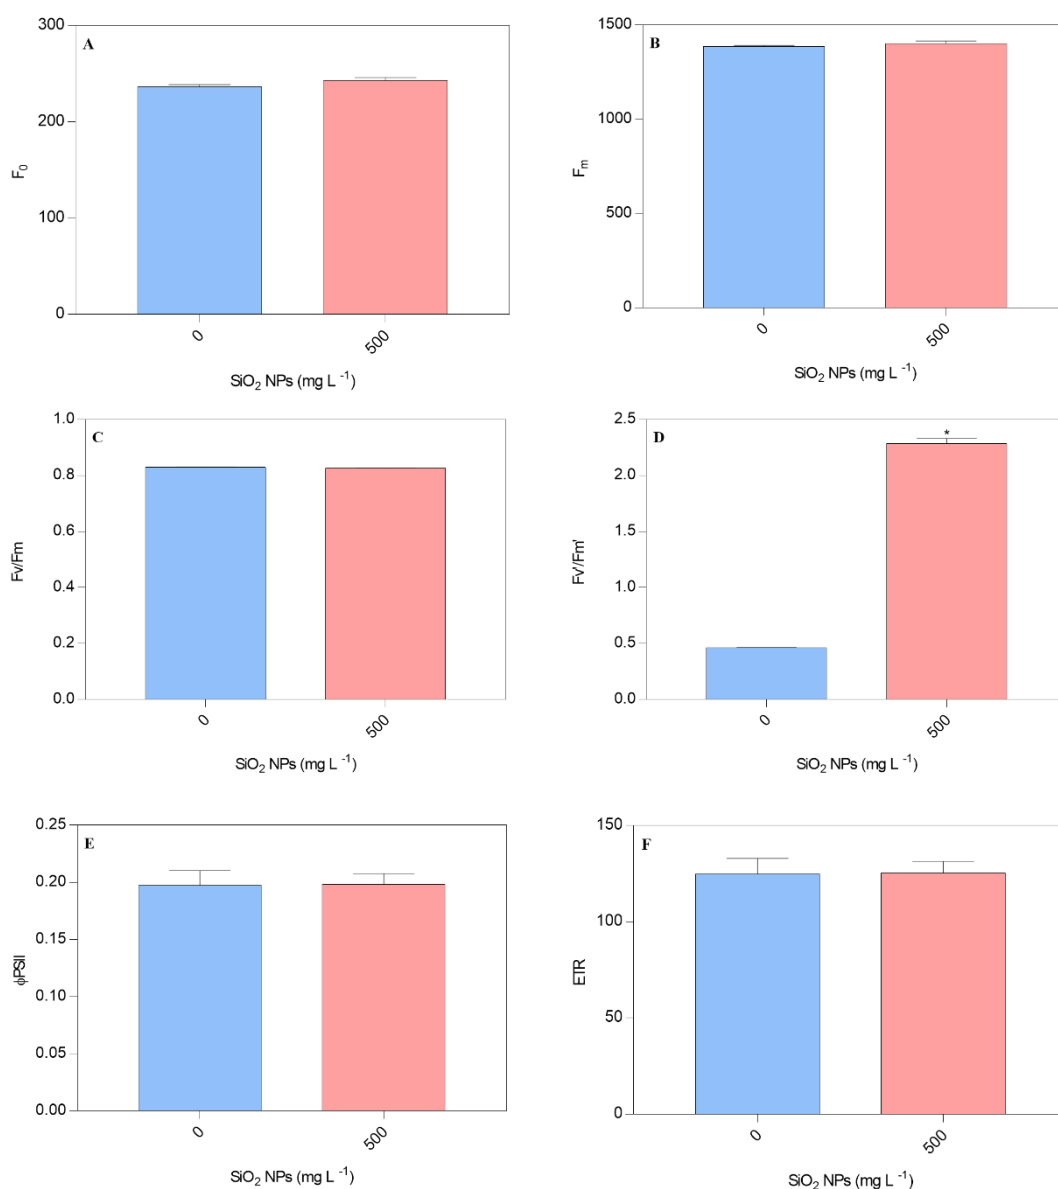 A
300
200
100
0
F₀
0
500
SiO₂ NPs (mg L ⁻¹)
B
1500
1000
500
0
Fₘ
0
500
SiO₂ NPs (mg L ⁻¹)
C
1.0
0.8
0.6
0.4
0.2
0.0
Fv/Fm
0
500
SiO₂ NPs (mg L ⁻¹)
D
2.5
2.0
1.5
1.0
0.5
0.0
Fv'/Fm'
*
0
500
SiO₂ NPs (mg L ⁻¹)
E
0.25
0.20
0.15
0.10
0.05
0.00
ϕPSII
0
500
SiO₂ NPs (mg L ⁻¹)
F
150
100
50
0
ETR
0
500
SiO₂ NPs (mg L ⁻¹)